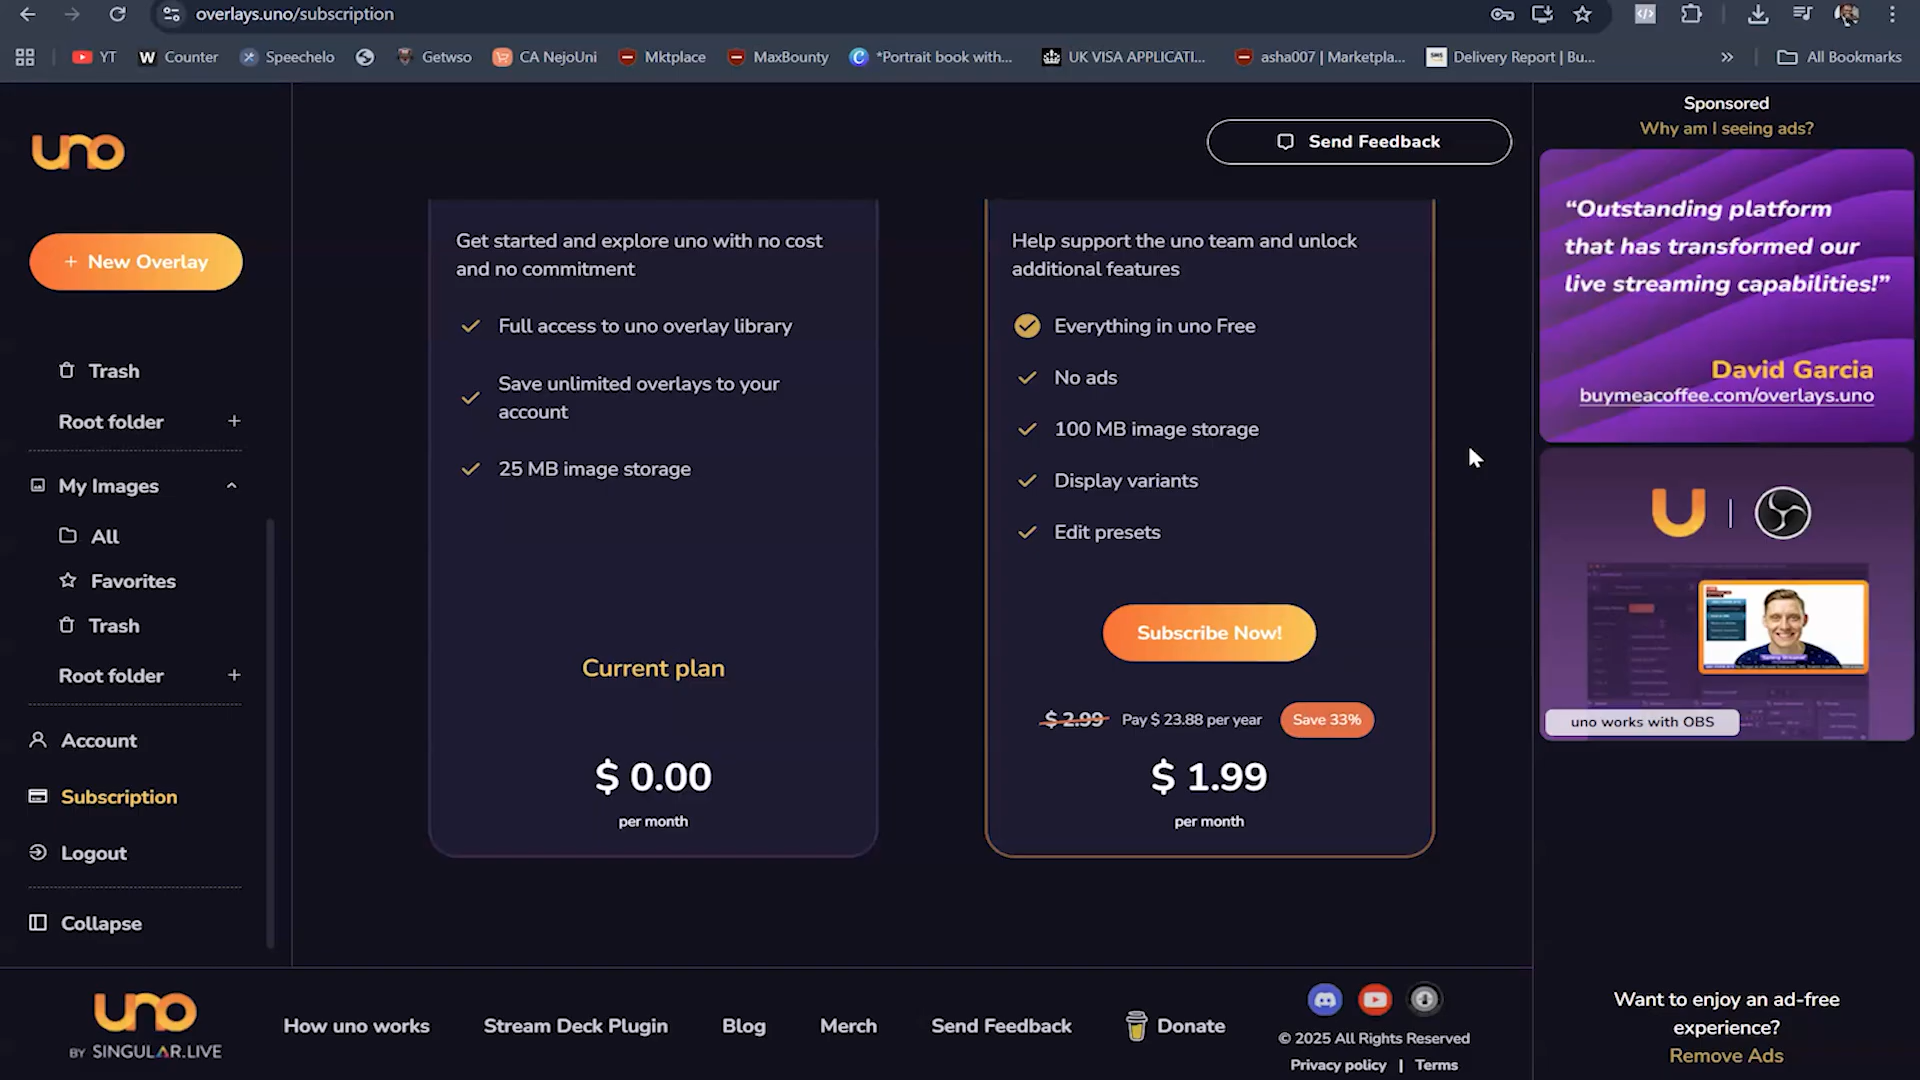 overlays.uno/subscription
YT
Counter
Speechelo
Getwso
CA NejoUni
Mktplace
MaxBounty
*Portrait book with...
UK VISA APPLICATI...
asha007 | Marketpla...
Delivery Report | Bu...
All Bookmarks
uno
+ New Overlay
Trash
Root folder +
My Images
All
Favorites
Trash
Root folder +
Account
Subscription
Logout
Collapse
Send Feedback
Get started and explore uno with no cost
and no commitment
Full access to uno overlay library
Save unlimited overlays to your
account
25 MB image storage
Current plan
$ 0.00
per month
Help support the uno team and unlock
additional features
Everything in uno Free
No ads
100 MB image storage
Display variants
Edit presets
Subscribe Now!
$ 2.99 Pay $ 23.88 per year Save 33%
$ 1.99
per month
Sponsored
Why am I seeing ads?
“Outstanding platform
that has transformed our
live streaming capabilities!”
David Garcia
buymeacoffee.com/overlays.uno
U |
uno works with OBS
Want to enjoy an ad-free
experience?
Remove Ads
uno
BY SINGULAR.LIVE
How uno works
Stream Deck Plugin
Blog
Merch
Send Feedback
Donate
© 2025 All Rights Reserved
Privacy policy | Terms